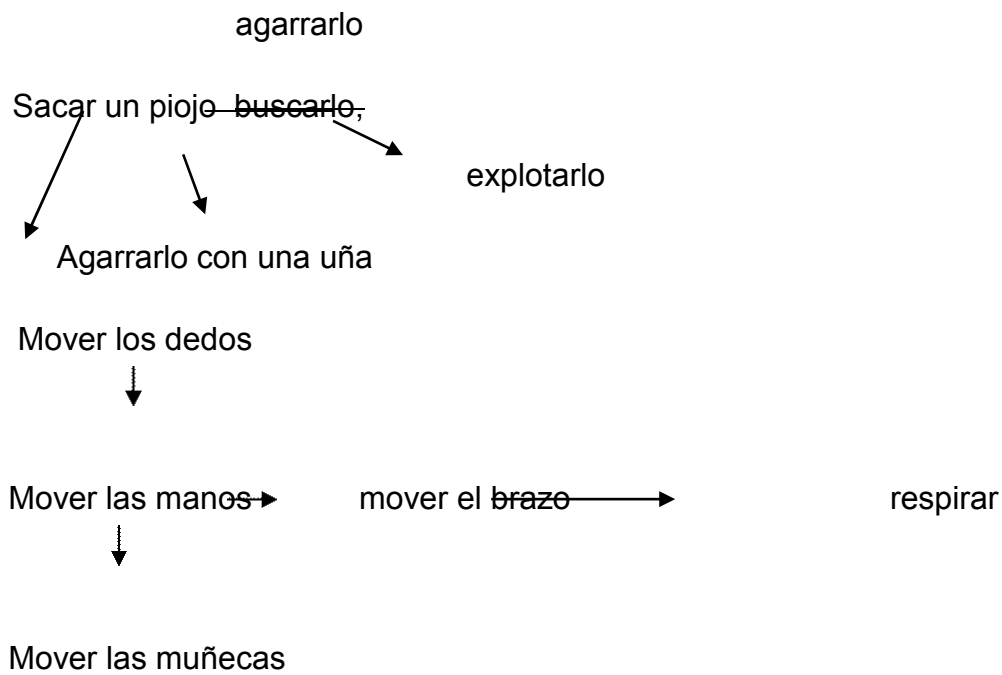 agarrarlo
Sacar un piojo buscarlo,
explotarlo
Agarrarlo con una uña
Mover los dedos
Mover las manos mover el brazo respirar
Mover las muñecas